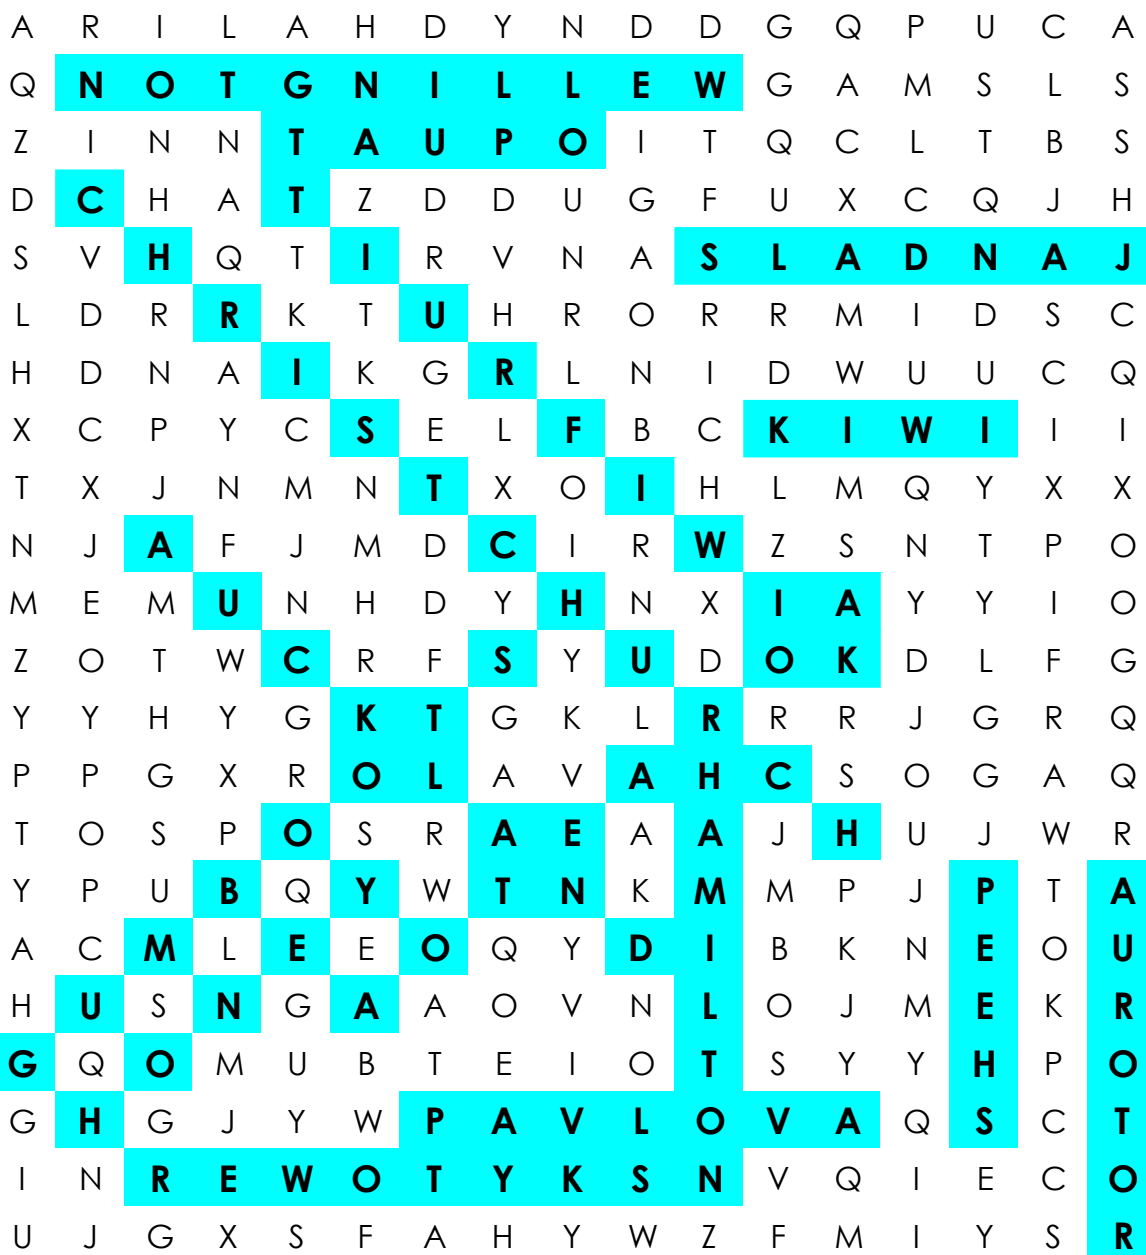 A R I L A H D Y N D D G Q P U C A
Q N O T G N I L L E W G A M S L S
Z I N N T A U P O I T Q C L T B S
D C H A T Z D D U G F U X C Q J H
S V H Q T I R V N A S L A D N A J
L D R R K T U H R O R R M I D S C
H D N A I K G R L N I D W U U C Q
X C P Y C S E L F B C K I W I I I
T X J N M N T X O I H L M Q Y X X
N J A F J M D C I R W Z S N T P O
M E M U N H D Y H N X I A Y Y I O
Z O T W C R F S Y U D O K D L F G
Y Y H Y G K T G K L R R R J G R Q
P P G X R O L A V A H C S O G A Q
T O S P O S R A E A A J H U J W R
Y P U B Q Y W T N K M M P J P T A
A C M L E E O Q Y D I B K N E O U
H U S N G A A O V N L O J M E K R
G Q O M U B T E I O T S Y Y H P O
G H G J Y W P A V L O V A Q S C T
I N R E W O T Y K S N V Q I E C O
U J G X S F A H Y W Z F M I Y S R